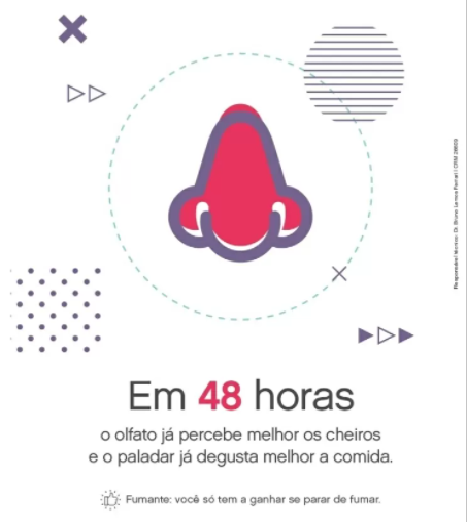 Em 48 horas
o olfato já percebe melhor os cheiros
e o paladar já degusta melhor a comida.
Fumante: você só tem a ganhar se parar de fumar.